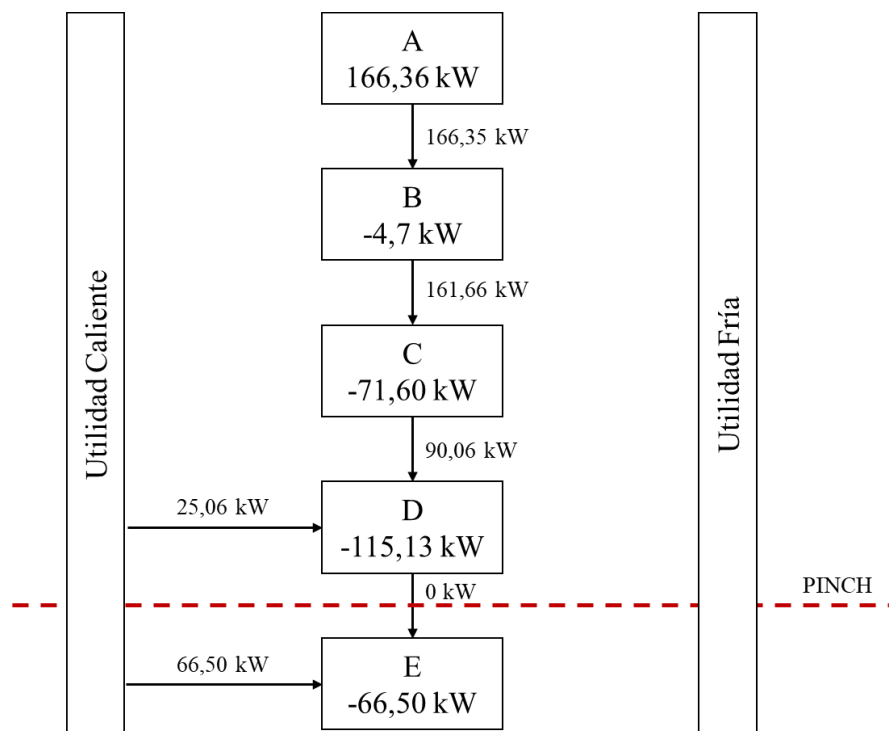 A
166,36 kW
166,35 kW
B
-4,7 kW
161,66 kW
C
-71,60 kW
90,06 kW
25,06 kW
D
-115,13 kW
0 kW
PINCH
66,50 kW
E
-66,50 kW
Utilidad Caliente
Utilidad Fría